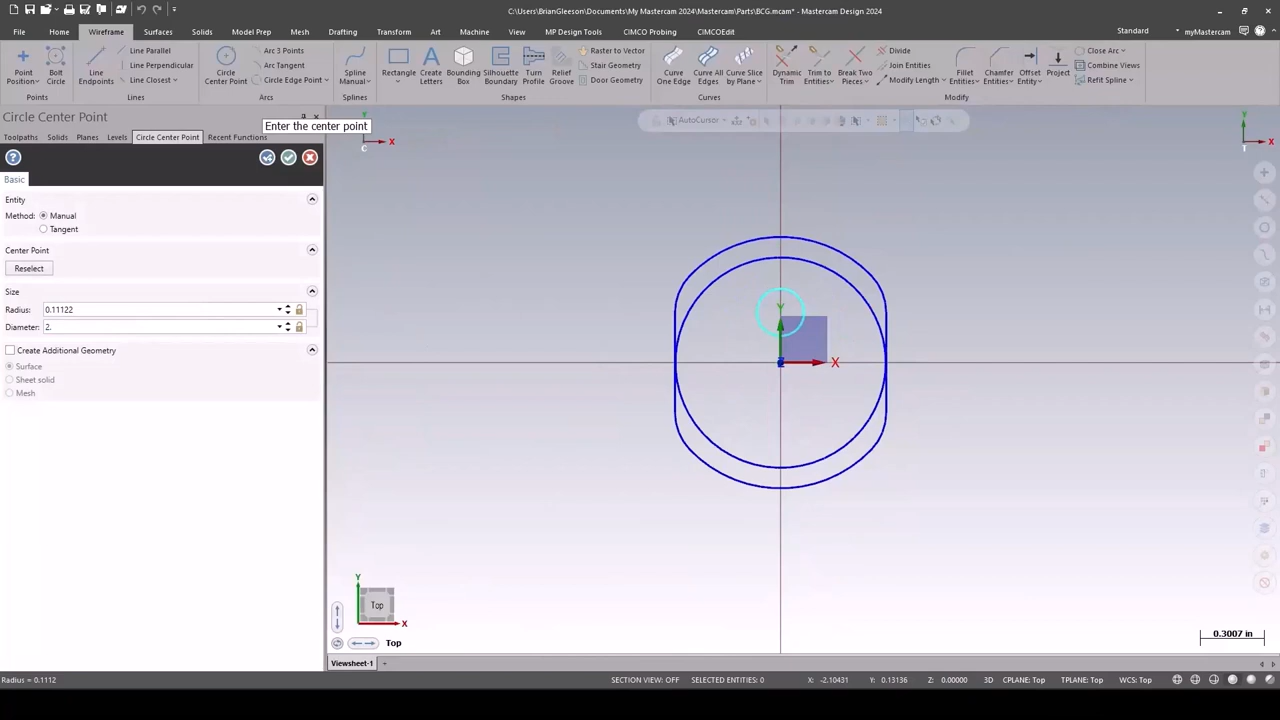 C:\Users\BrianGleeson\Documents\My Mastercam 2024\Mastercam\Parts\BCG.mcam* - Mastercam Design 2024
File Home Wireframe Surfaces Solids Model Prep Mesh Drafting Transform Art Machine View MP Design Tools CIMCO Probing CIMCOEdit Standard myMastercam
Point Position Bolt Circle
Points
Line Endpoints Line Parallel Line Perpendicular Line Closest
Lines
Circle Center Point Arc 3 Points Arc Tangent Circle Edge Point
Arcs
Spline Manual
Splines
Rectangle Create Letters Bounding Box Silhouette Boundary Turn Profile Relief Groove Raster to Vector Stair Geometry Door Geometry
Shapes
Curve One Edge Curve All Edges Curve Slice by Plane
Curves
Dynamic Trim Trim to Entities Break Two Pieces Divide Join Entities Modify Length Fillet Entities Chamfer Entities Offset Entity Project Close Arc Combine Views Refit Spline
Modify
Circle Center Point
Enter the center point
AutoCursor
Toolpaths Solids Planes Levels Circle Center Point Recent Functions
Basic
Entity
Method: Manual
Tangent
Center Point
Reselect
Size
Radius: 0.11122
Diameter: 2.
Create Additional Geometry
Surface
Sheet solid
Mesh
Y
X
C
Y
X
T
Y
X
Z
Y
Top
X
Top
0.3007 in
Viewsheet-1 +
Radius = 0.1112 SECTION VIEW: OFF SELECTED ENTITIES: 0 X: -2.10431 Y: 0.13136 Z: 0.00000 3D CPLANE: Top TPLANE: Top WCS: Top